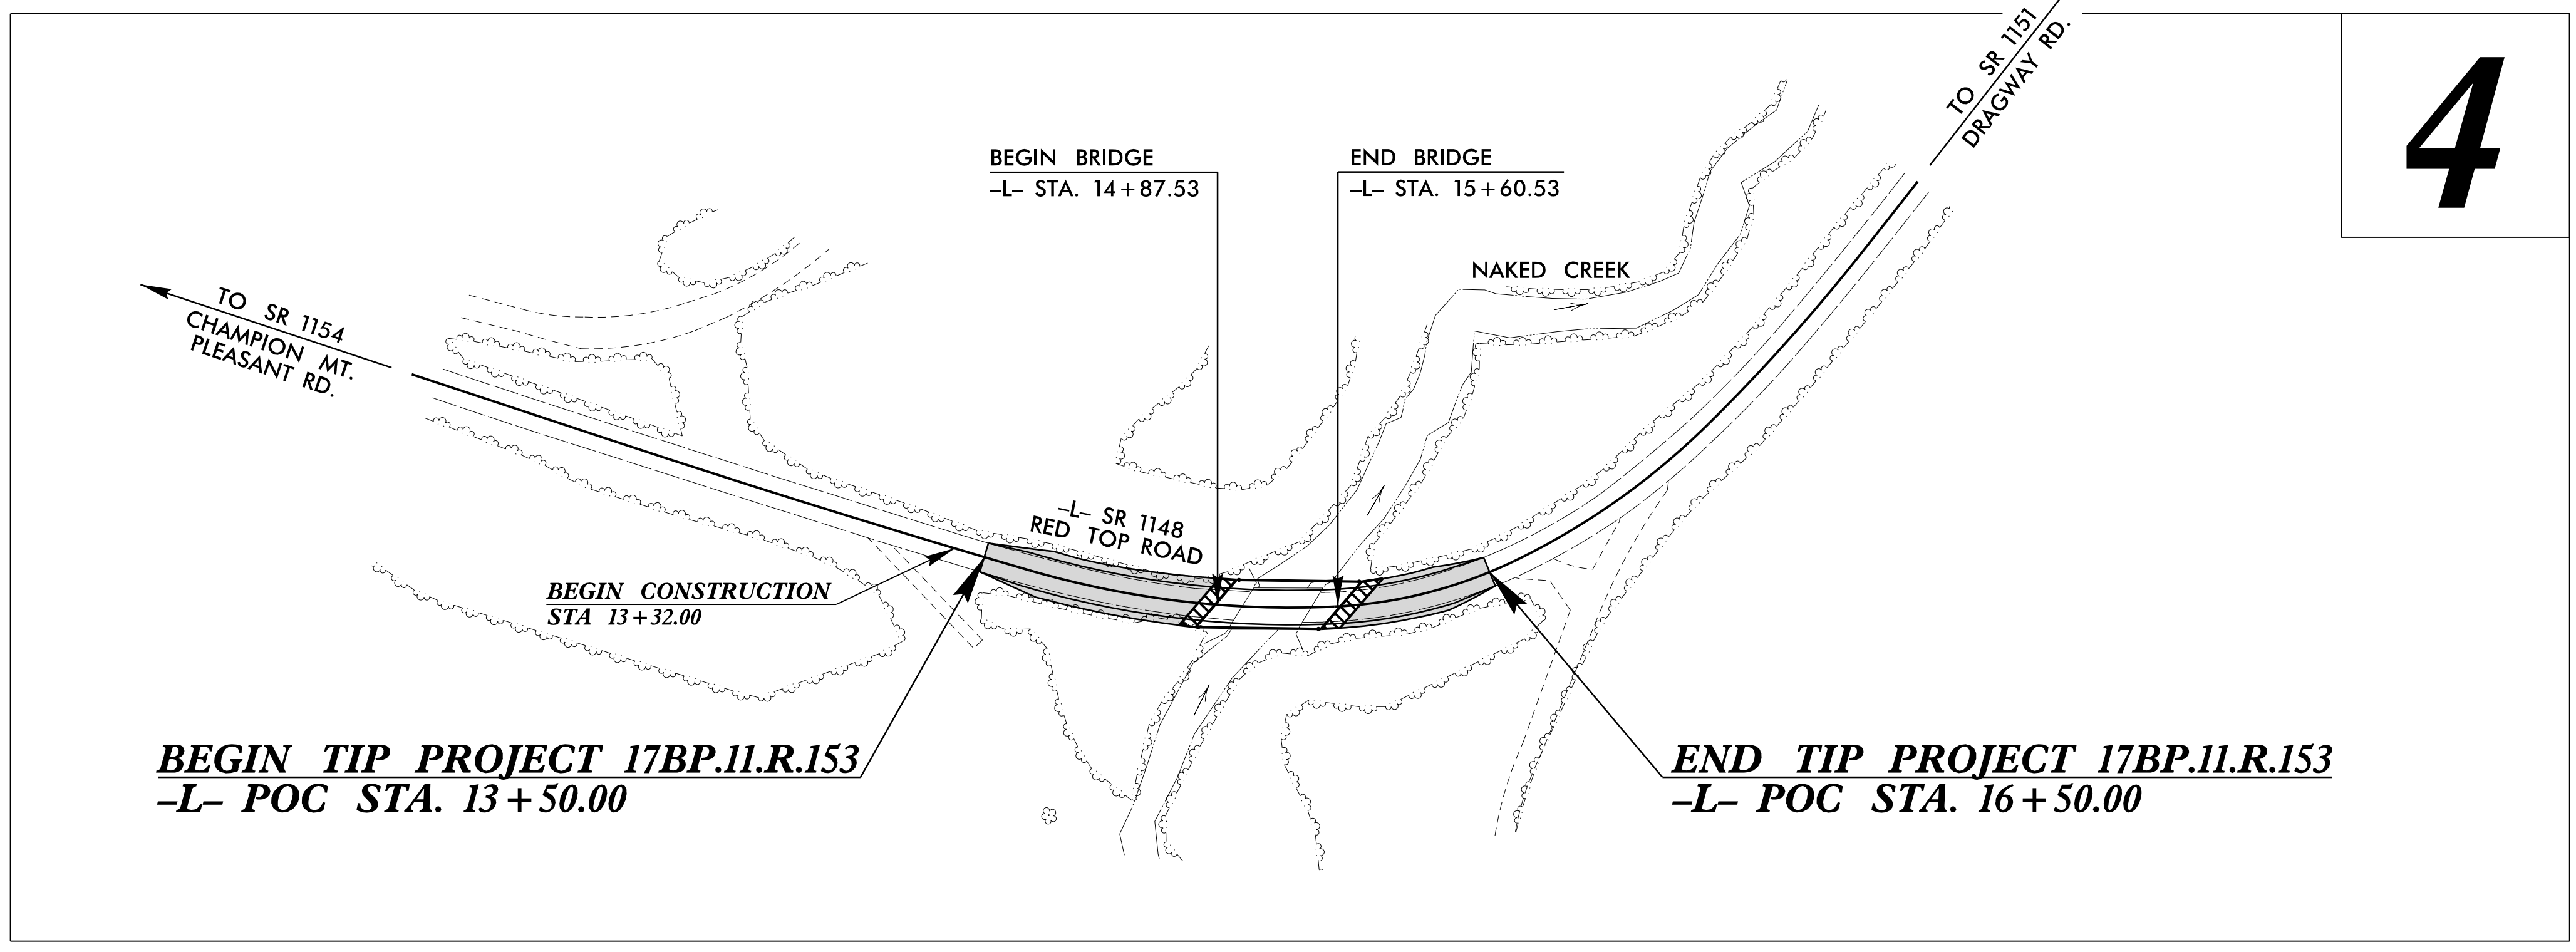 TO SR 1151
DRAGWAY RD.
4
BEGIN BRIDGE
–L– STA. 14+87.53
END BRIDGE
–L– STA. 15+60.53
NAKED CREEK
TO SR 1154
CHAMPION MT.
PLEASANT RD.
–L– SR 1148
RED TOP ROAD
BEGIN CONSTRUCTION
STA 13+32.00
BEGIN TIP PROJECT 17BP.11.R.153
–L– POC STA. 13+50.00
END TIP PROJECT 17BP.11.R.153
–L– POC STA. 16+50.00